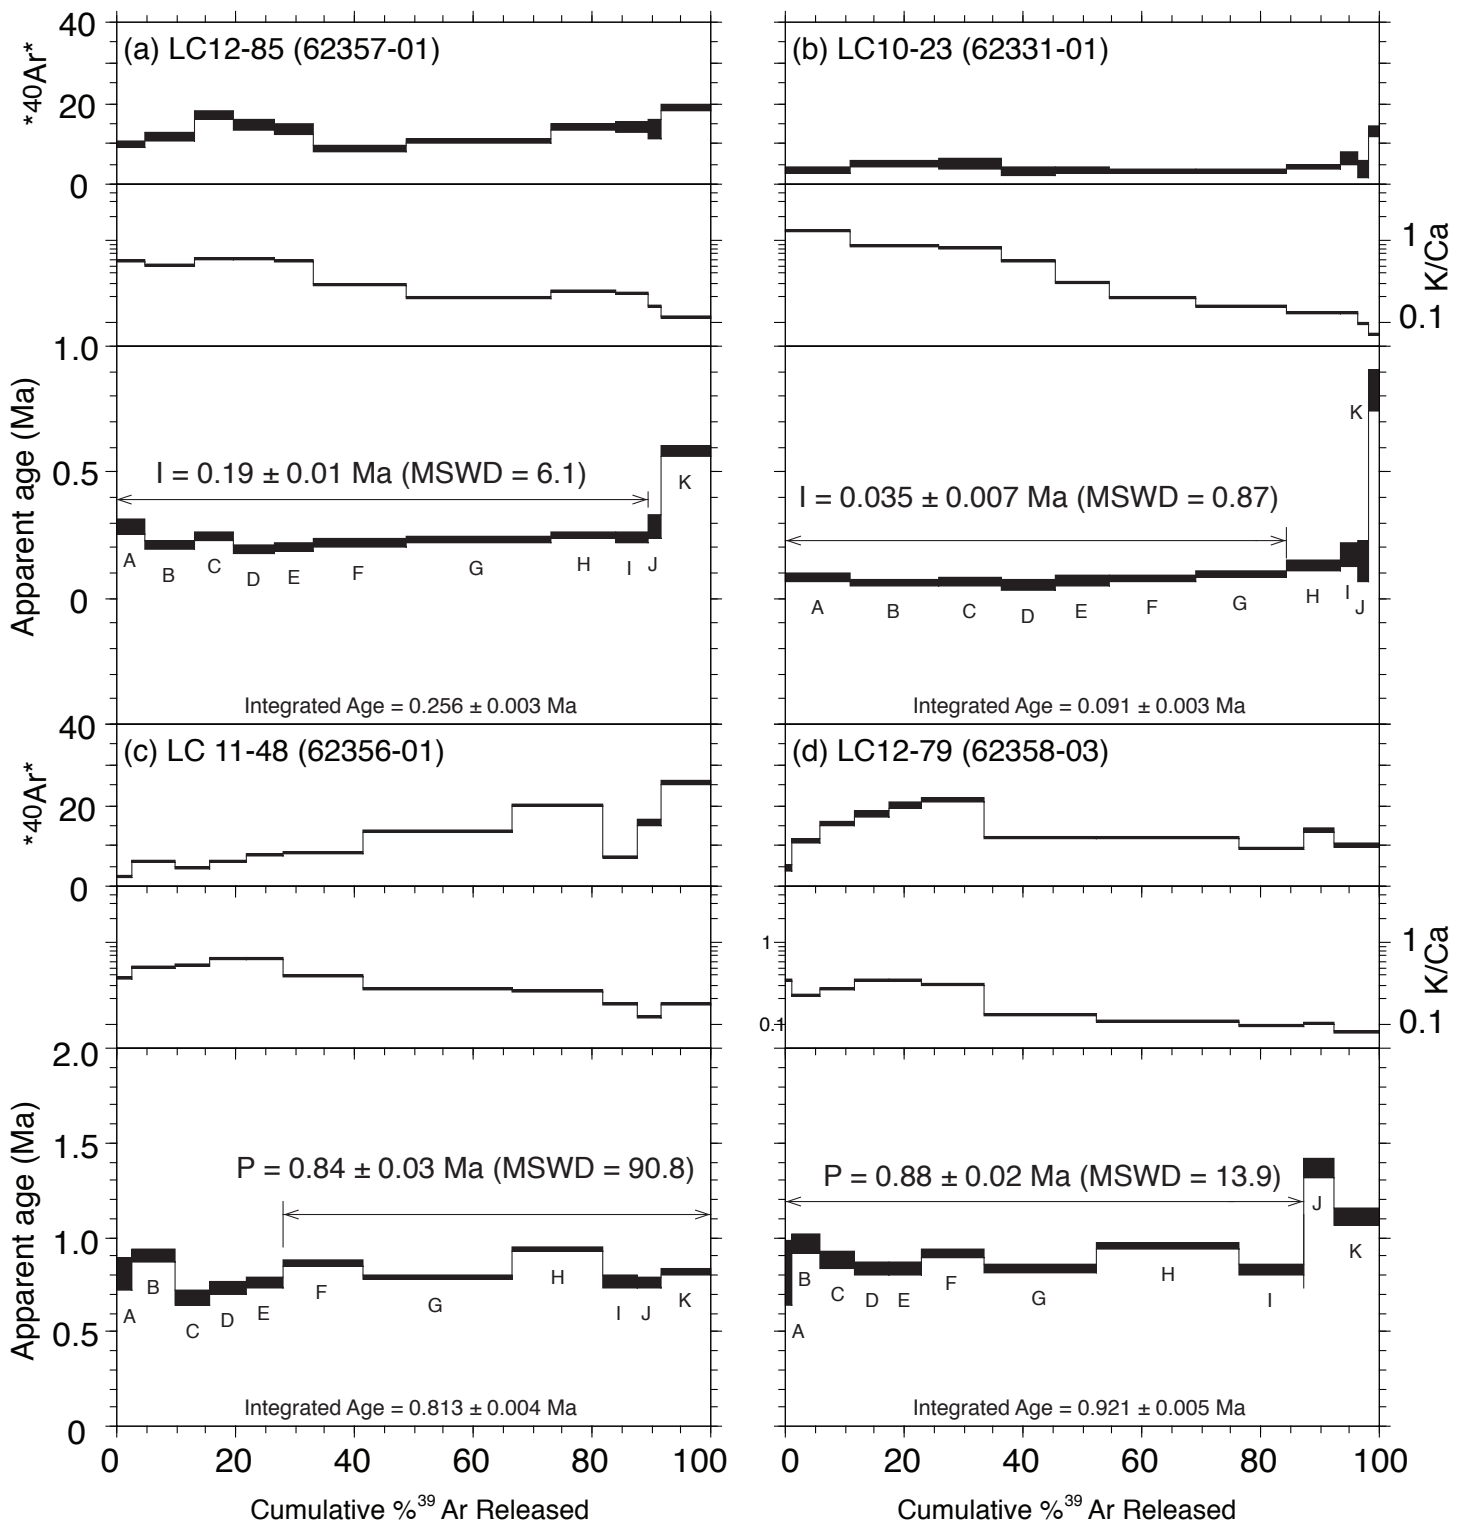 (a) LC12-85 (62357-01)
*40Ar*
40
20
0
1.0
Apparent age (Ma)
0.5
0
I = 0.19 ± 0.01 Ma (MSWD = 6.1)
A B C D E F G H I J K
Integrated Age = 0.256 ± 0.003 Ma
(b) LC10-23 (62331-01)
1
K/Ca
0.1
I = 0.035 ± 0.007 Ma (MSWD = 0.87)
A B C D E F G H I J K
Integrated Age = 0.091 ± 0.003 Ma
(c) LC 11-48 (62356-01)
*40Ar*
40
20
0
2.0
Apparent age (Ma)
1.5
1.0
0.5
0
P = 0.84 ± 0.03 Ma (MSWD = 90.8)
A B C D E F G H I J K
Integrated Age = 0.813 ± 0.004 Ma
0 20 40 60 80 100
Cumulative %39 Ar Released
(d) LC12-79 (62358-03)
1
0.1
1
K/Ca
0.1
P = 0.88 ± 0.02 Ma (MSWD = 13.9)
A B C D E F G H I J K
Integrated Age = 0.921 ± 0.005 Ma
0 20 40 60 80 100
Cumulative %39 Ar Released